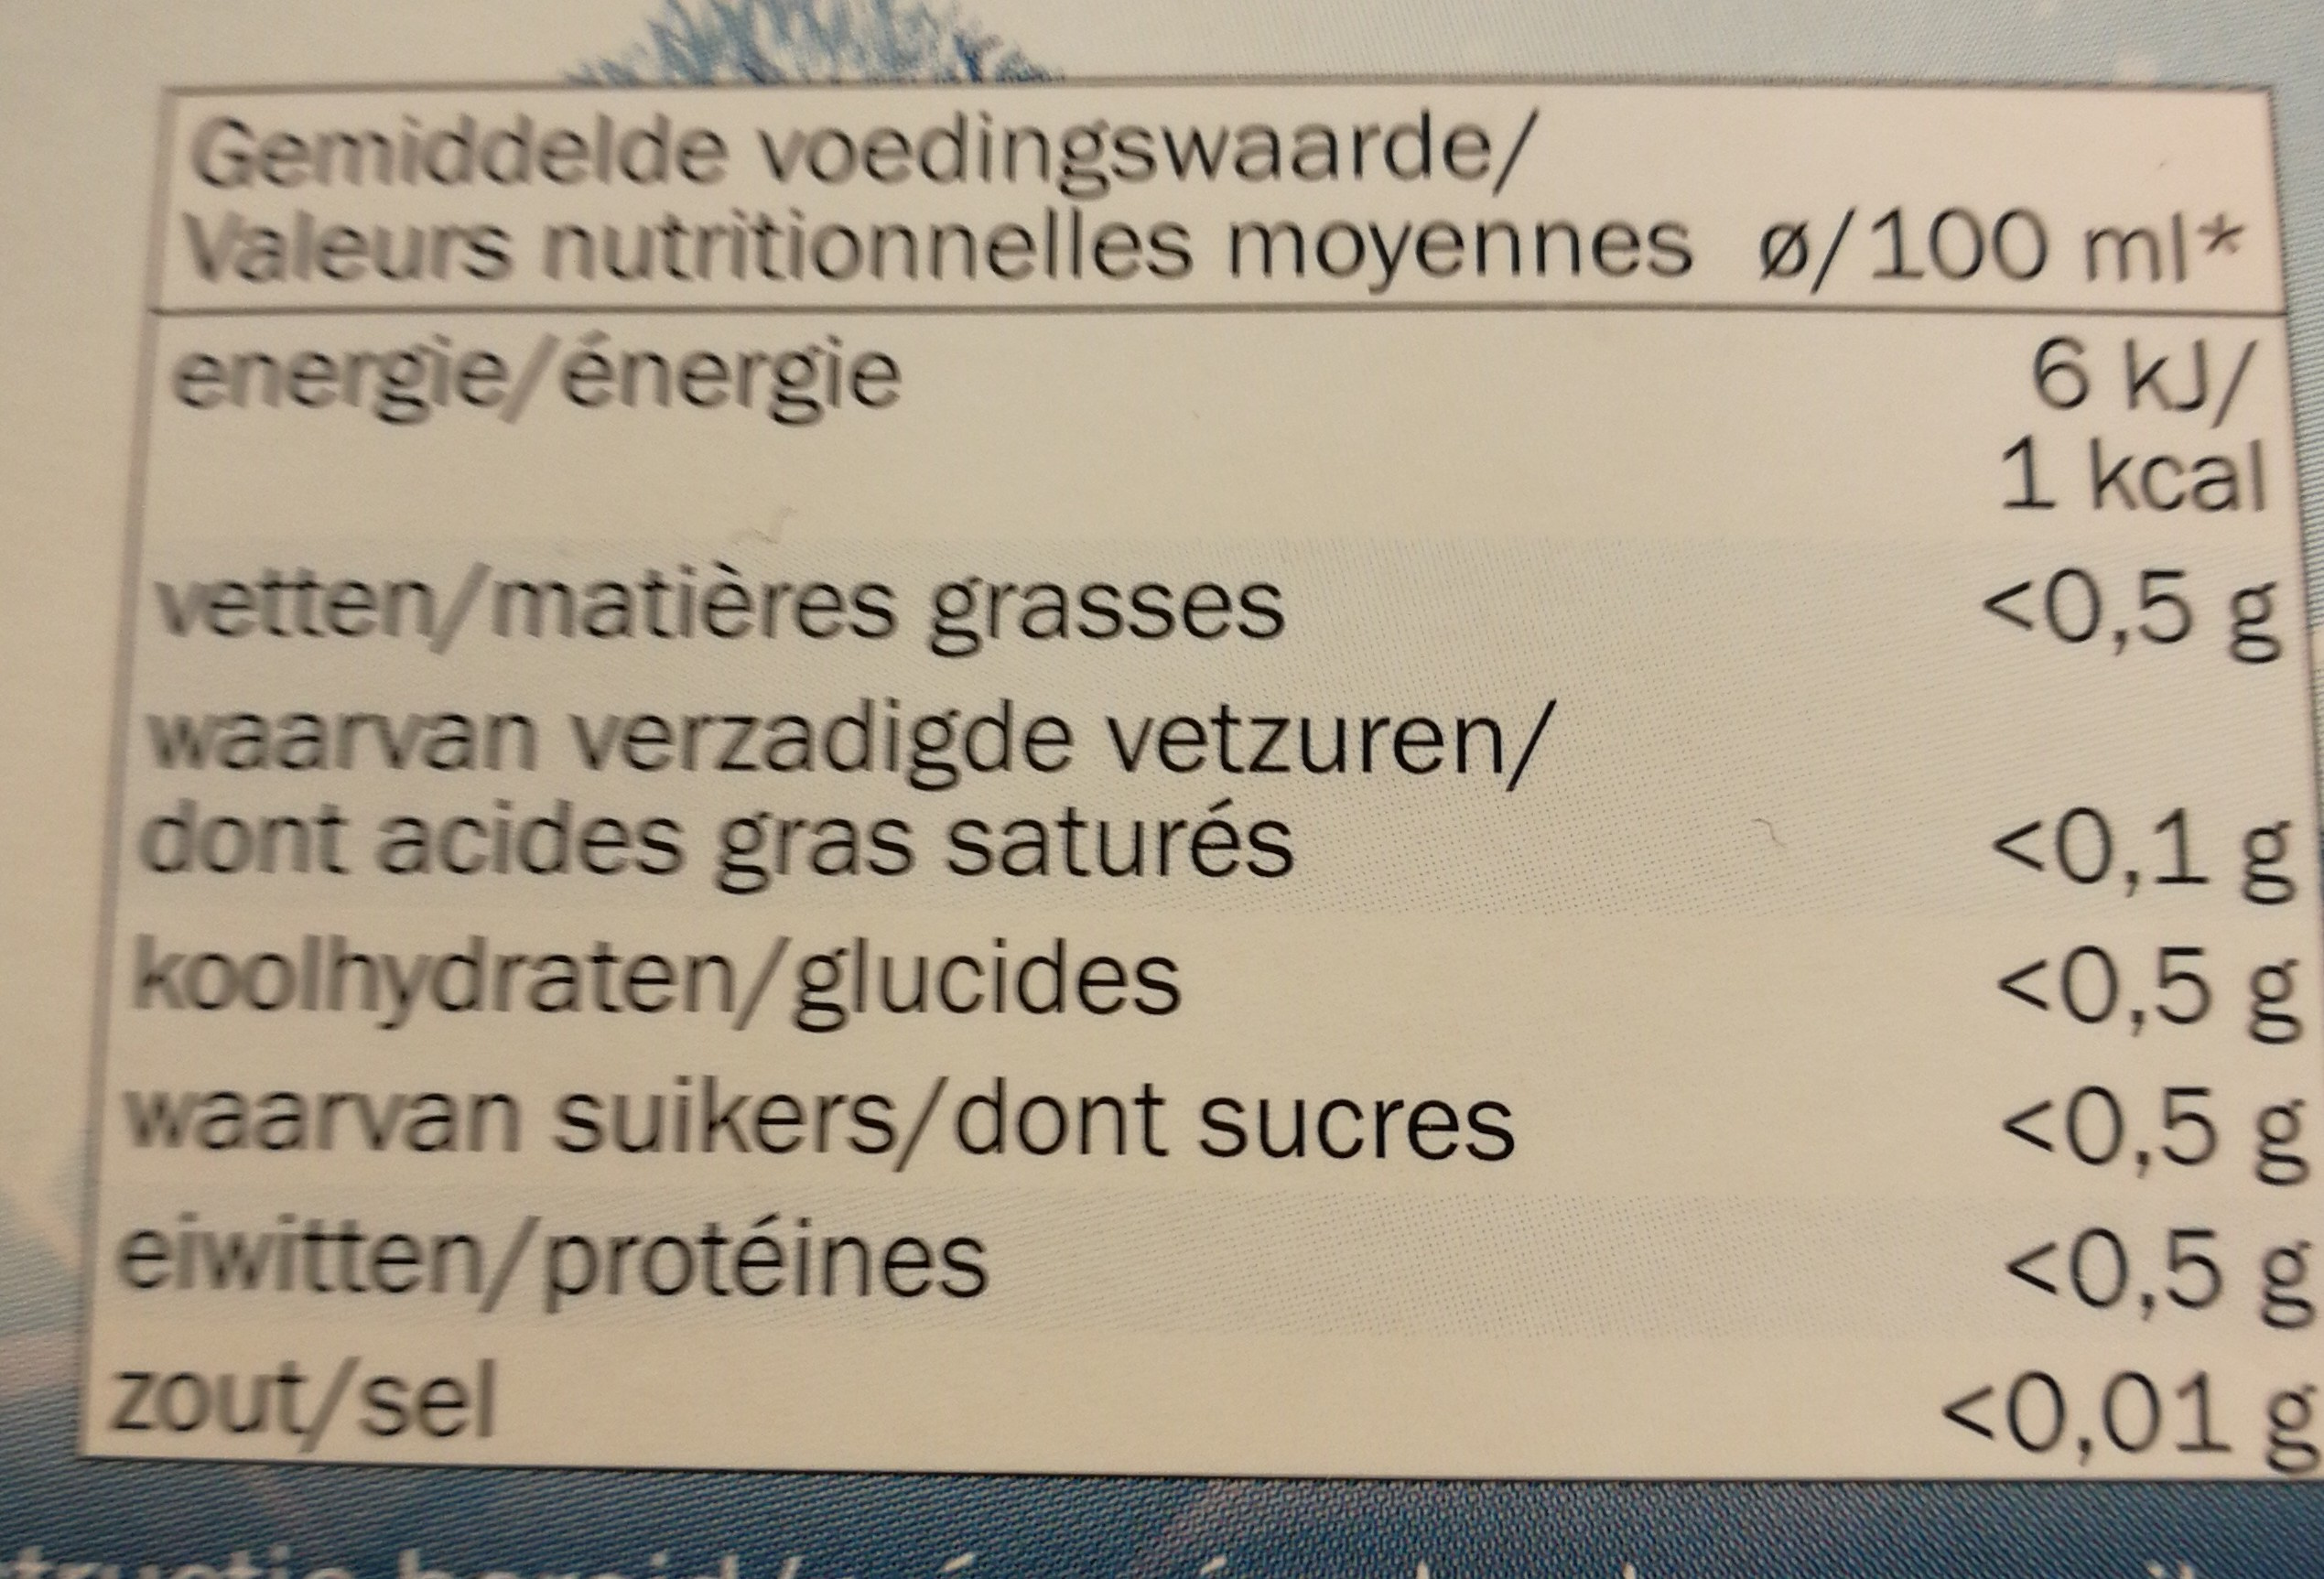 Gemiddelde voedingswaarde/
Valeurs nutritionnelles moyennes ø/100 ml*
energie/énergie 6 kJ/
1 kcal
vetten/matières grasses <0,5 g
waarvan verzadigde vetzuren/
dont acides gras saturés <0,1 g
koolhydraten/glucides <0,5 g
waarvan suikers/dont sucres <0,5 g
eiwitten/protéines <0,5 g
zout/sel <0,01 g